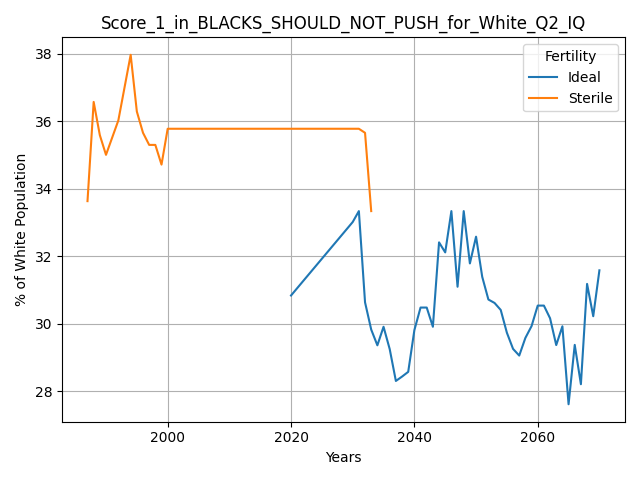 Score_1_in_BLACKS_SHOULD_NOT_PUSH_for_White_Q2_IQ
Fertility
Ideal
Sterile
% of White Population
38
36
34
32
30
28
2000
2020
2040
2060
Years